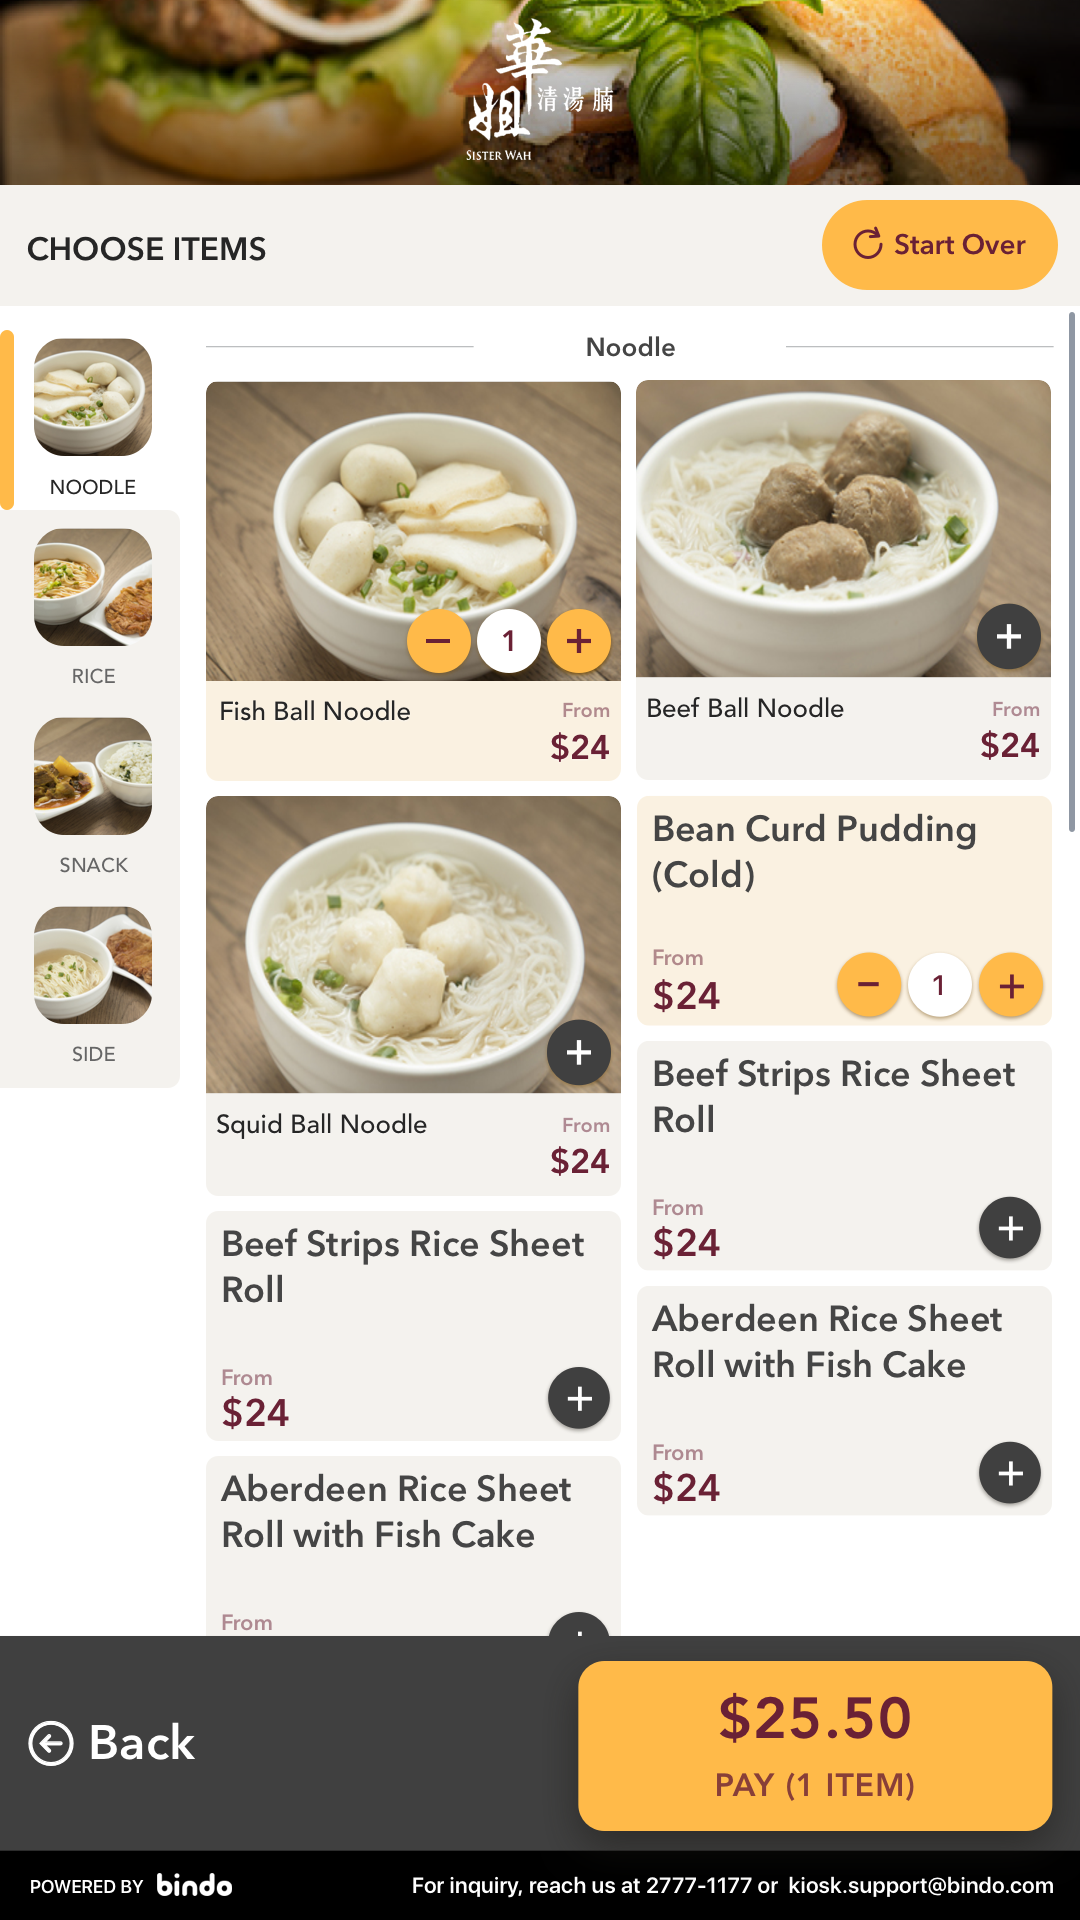 華姐
清湯腩
SISTER WAH
CHOOSE ITEMS
Start Over
NOODLE
RICE
SNACK
SIDE
Noodle
1
Fish Ball Noodle
From
$24
Beef Ball Noodle
From
$24
Squid Ball Noodle
From
$24
Bean Curd Pudding
(Cold)
From
$24
1
Beef Strips Rice Sheet
Roll
From
$24
Beef Strips Rice Sheet
Roll
From
$24
Aberdeen Rice Sheet
Roll with Fish Cake
From
$24
Aberdeen Rice Sheet
Roll with Fish Cake
From
Back
$25.50
PAY (1 ITEM)
POWERED BY bindo
For inquiry, reach us at 2777-1177 or kiosk.support@bindo.com